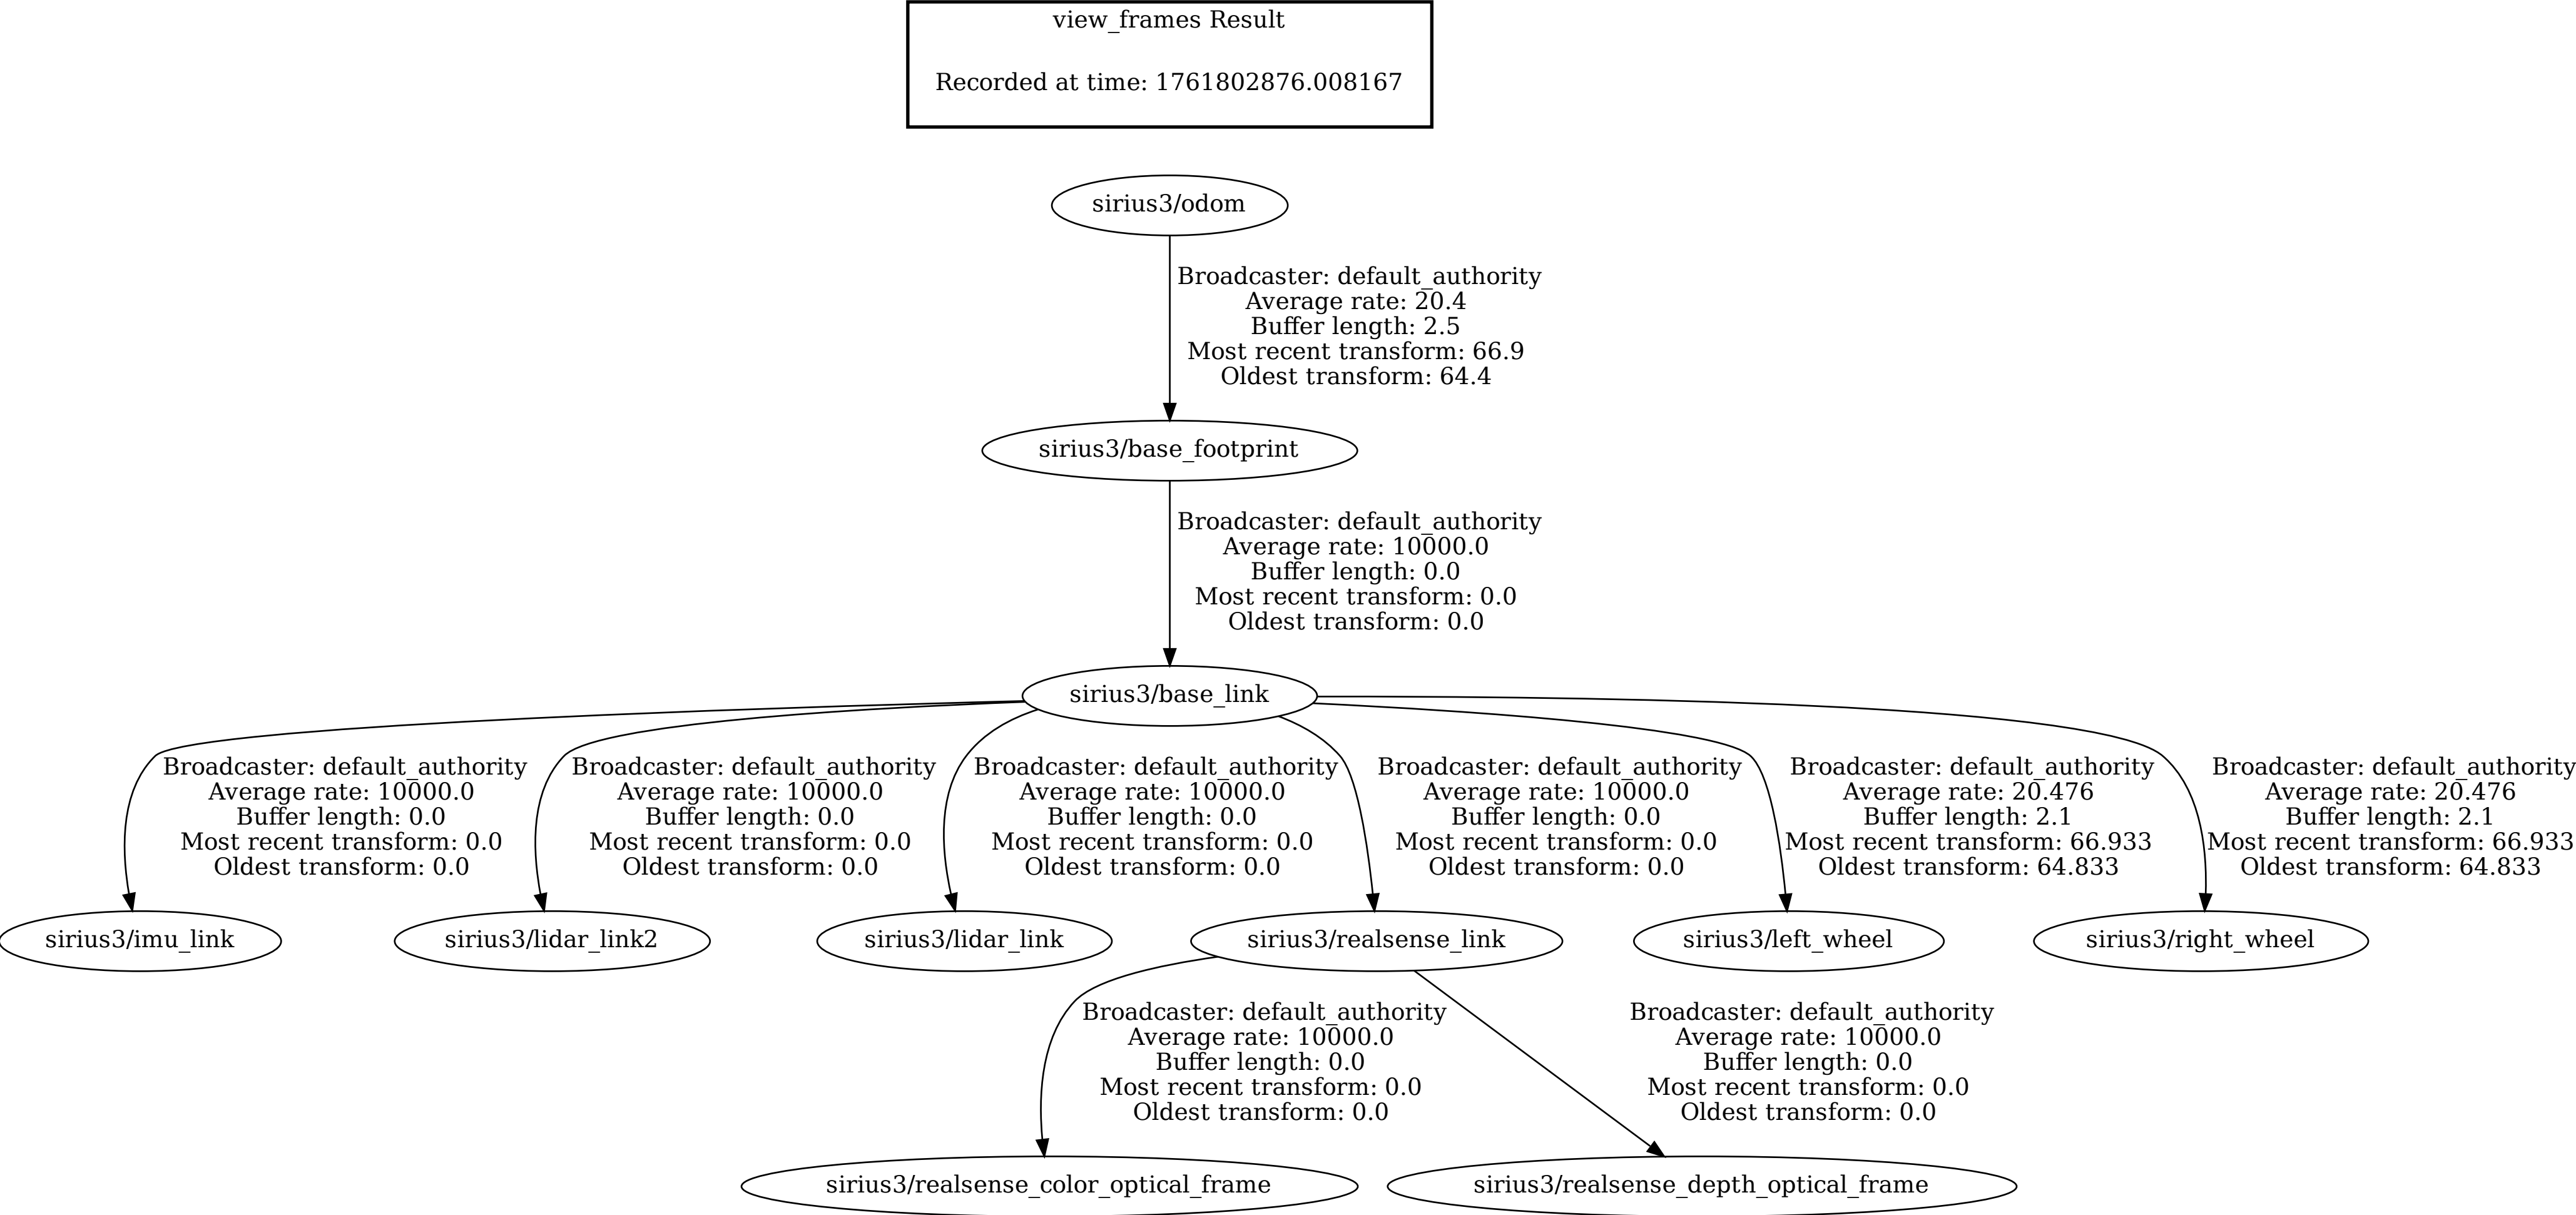 view_frames Result
Recorded at time: 1761802876.008167
sirius3/odom
Broadcaster: default_authority
Average rate: 20.4
Buffer length: 2.5
Most recent transform: 66.9
Oldest transform: 64.4
sirius3/base_footprint
Broadcaster: default_authority
Average rate: 10000.0
Buffer length: 0.0
Most recent transform: 0.0
Oldest transform: 0.0
sirius3/base_link
Broadcaster: default_authority
Average rate: 10000.0
Buffer length: 0.0
Most recent transform: 0.0
Oldest transform: 0.0
Broadcaster: default_authority
Average rate: 10000.0
Buffer length: 0.0
Most recent transform: 0.0
Oldest transform: 0.0
Broadcaster: default_authority
Average rate: 10000.0
Buffer length: 0.0
Most recent transform: 0.0
Oldest transform: 0.0
Broadcaster: default_authority
Average rate: 10000.0
Buffer length: 0.0
Most recent transform: 0.0
Oldest transform: 0.0
Broadcaster: default_authority
Average rate: 20.476
Buffer length: 2.1
Most recent transform: 66.933
Oldest transform: 64.833
Broadcaster: default_authority
Average rate: 20.476
Buffer length: 2.1
Most recent transform: 66.933
Oldest transform: 64.833
sirius3/imu_link
sirius3/lidar_link2
sirius3/lidar_link
sirius3/realsense_link
sirius3/left_wheel
sirius3/right_wheel
Broadcaster: default_authority
Average rate: 10000.0
Buffer length: 0.0
Most recent transform: 0.0
Oldest transform: 0.0
Broadcaster: default_authority
Average rate: 10000.0
Buffer length: 0.0
Most recent transform: 0.0
Oldest transform: 0.0
sirius3/realsense_color_optical_frame
sirius3/realsense_depth_optical_frame